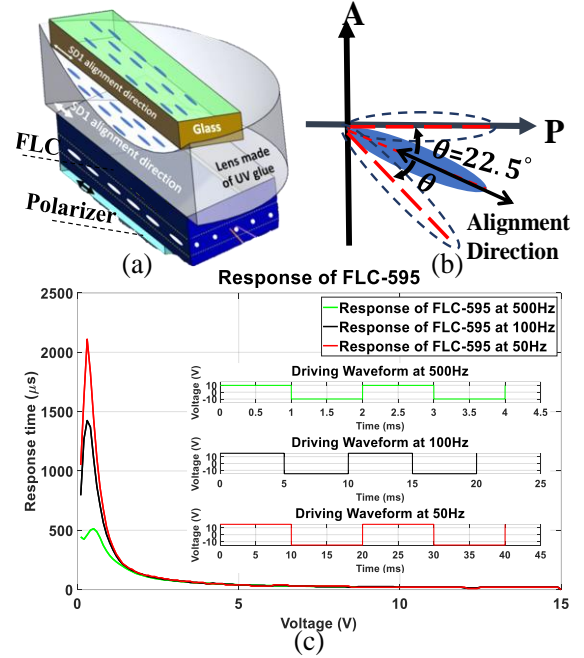 (a)
SD1 alignment direction
Glass
SD1 alignment direction
FLC
Lens made
of UV glue
Polarizer
A
(b)
P
θ=22.5°
θ
Alignment
Direction
Response of FLC-595
Response of FLC-595 at 500Hz
Response of FLC-595 at 100Hz
Response of FLC-595 at 50Hz
Response time (μs)
2500
2000
1500
1000
500
0
Driving Waveform at 500Hz
Voltage (V)
10
0
-10
0 0.5 1 1.5 2 2.5 3 3.5 4 4.5
Time (ms)
Driving Waveform at 100Hz
Voltage (V)
10
0
-10
0 5 10 15 20 25
Time (ms)
Driving Waveform at 50Hz
Voltage (V)
10
0
-10
0 5 10 15 20 25 30 35 40 45
Time (ms)
0 5 10 15
Voltage (V)
(c)